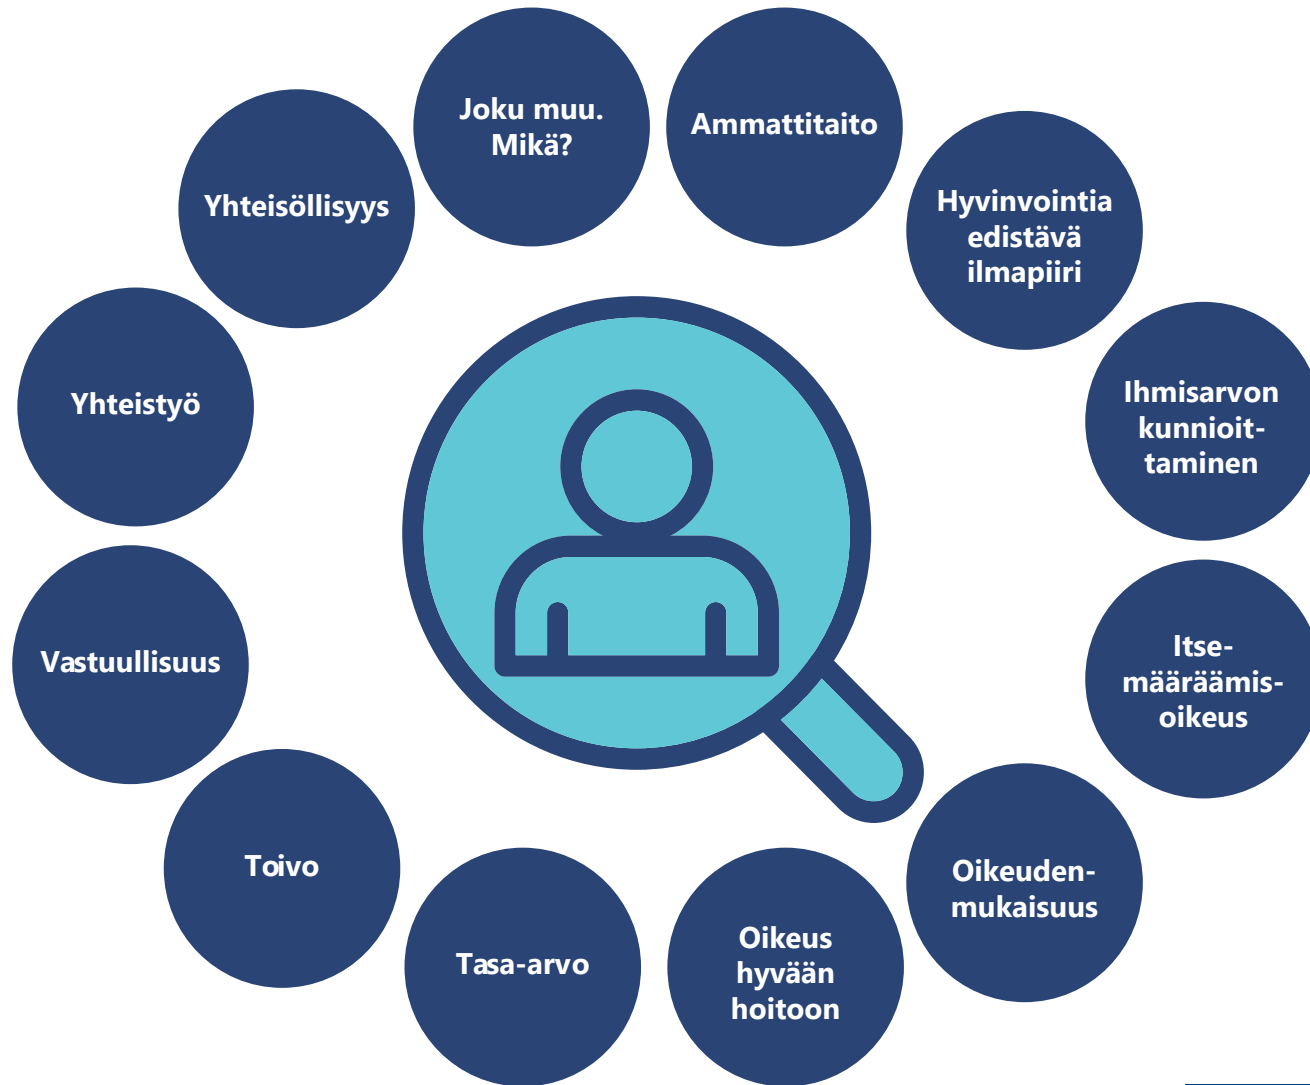 Joku muu.
Mikä?
Ammattitaito
Hyvinvointia
edistävä
ilmapiiri
Ihmisarvon
kunnioit-
taminen
Itse-
määräämis-
oikeus
Oikeuden-
mukaisuus
Oikeus
hyvään
hoitoon
Tasa-arvo
Toivo
Vastuullisuus
Yhteistyö
Yhteisöllisyys